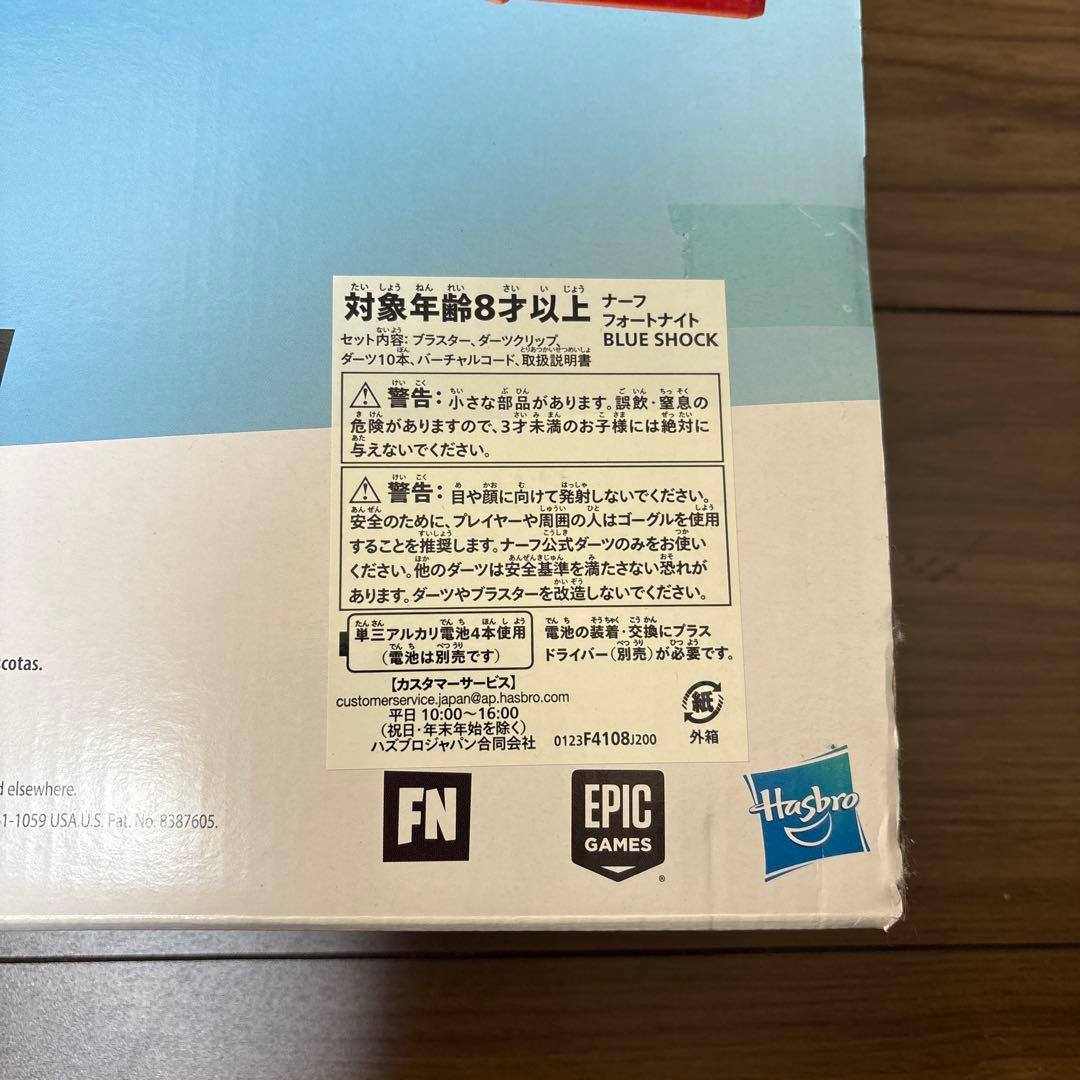 対象年齢8才以上
ナーフ
フォートナイト
BLUE SHOCK
セット内容: ブラスター、ダーツクリップ、
ダーツ10本、バーチャルコード、取扱説明書
警告: 小さな部品があります。誤飲・窒息の
危険がありますので、3才未満のお子様には絶対に
与えないでください。
警告: 目や顔に向けて発射しないでください。
安全のために、プレイヤーや周囲の人はゴーグルを使用
することを推奨します。ナーフ公式ダーツのみをお使い
ください。他のダーツは安全基準を満たさない恐れが
あります。ダーツやブラスターを改造しないでください。
単三アルカリ電池4本使用
(電池は別売です)
電池の装着・交換にプラス
ドライバー(別売)が必要です。
【カスタマーサービス】
customerservice.japan@ap.hasbro.com
平日 10:00～16:00
(祝日・年末年始を除く)
ハズブロジャパン合同会社
0123F4108J200
紙
外箱
cotas.
d elsewhere.
51-1059 USA.U.S. Pat. No. 8387605.
FN
EPIC
GAMES
®
Hasbro